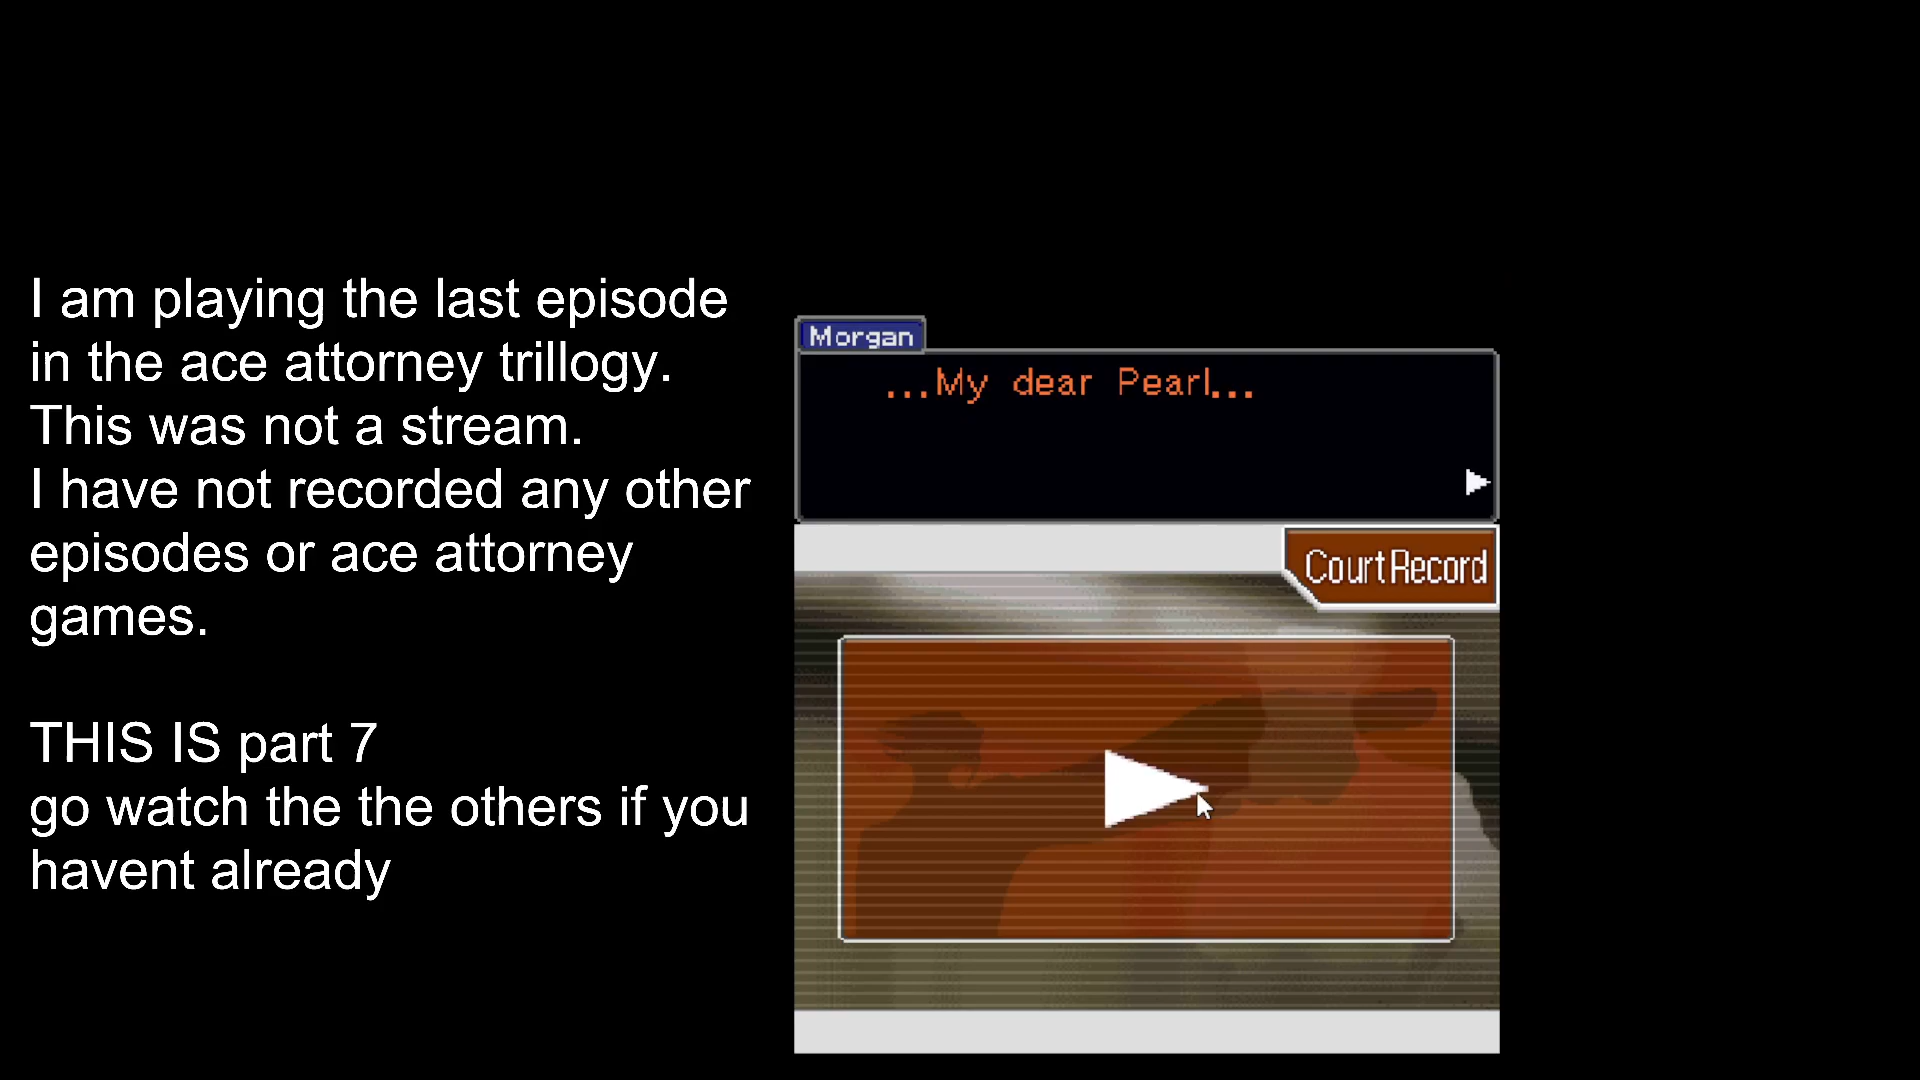 I am playing the last episode
in the ace attorney trillogy.
This was not a stream.
I have not recorded any other
episodes or ace attorney
games.
THIS IS part 7
go watch the the others if you
havent already
Morgan
...My dear Pearl...
Court Record